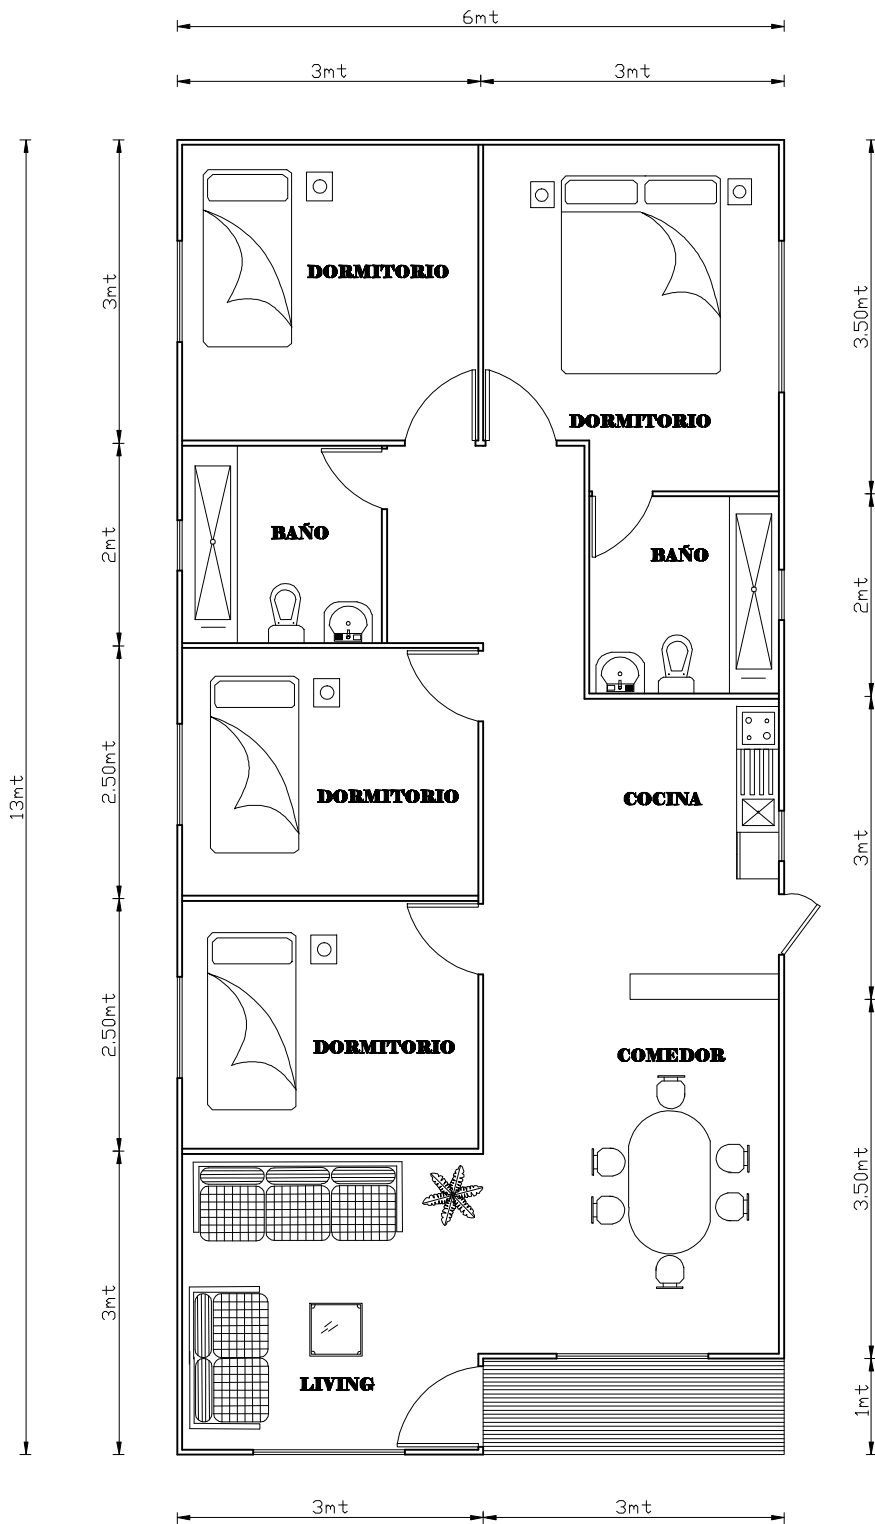 6mt
3mt
3mt
DORMITORIO
3mt
3.50mt
DORMITORIO
BAÑO
2mt
BAÑO
2mt
13mt
2.50mt
DORMITORIO
COCINA
3mt
2.50mt
DORMITORIO
COMEDOR
3.50mt
3mt
LIVING
1mt
3mt
3mt